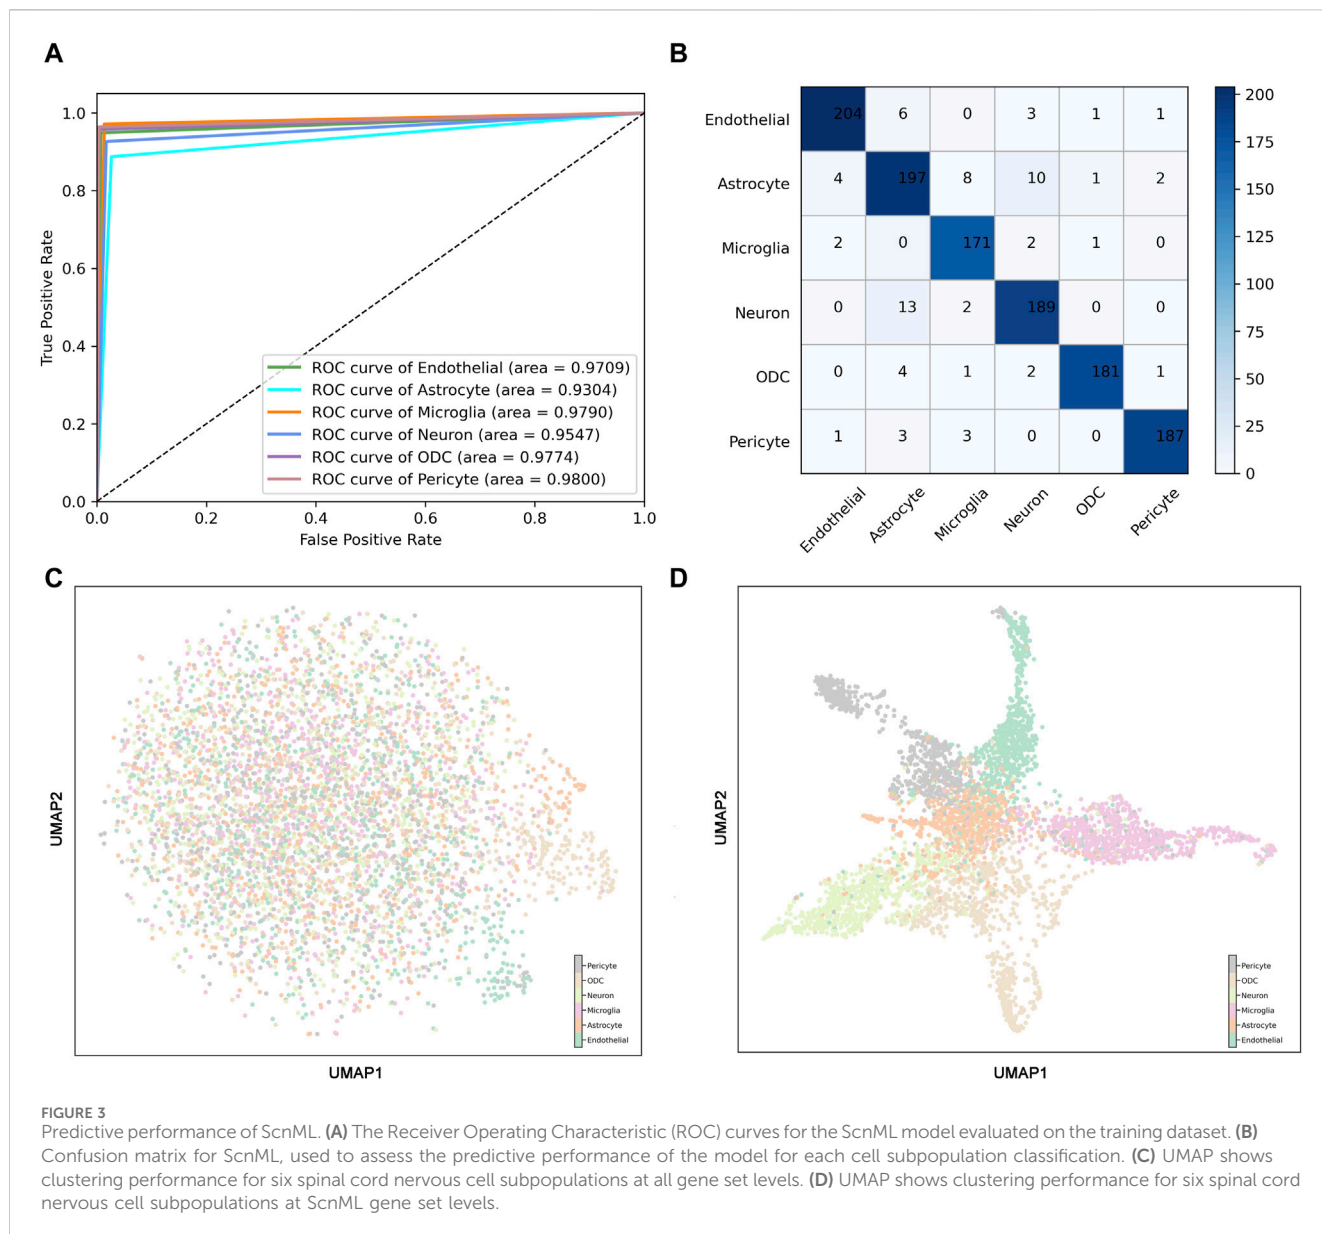 A
True Positive Rate
1.0
0.8
0.6
0.4
0.2
0.0
0.0 0.2 0.4 0.6 0.8 1.0
False Positive Rate
ROC curve of Endothelial (area = 0.9709)
ROC curve of Astrocyte (area = 0.9304)
ROC curve of Microglia (area = 0.9790)
ROC curve of Neuron (area = 0.9547)
ROC curve of ODC (area = 0.9774)
ROC curve of Pericyte (area = 0.9800)
B
Endothelial 204 6 0 3 1 1
Astrocyte 4 197 8 10 1 2
Microglia 2 0 171 2 1 0
Neuron 0 13 2 189 0 0
ODC 0 4 1 2 181 1
Pericyte 1 3 3 0 0 187
Endothelial Astrocyte Microglia Neuron ODC Pericyte
200
175
150
125
100
75
50
25
0
C
UMAP2
Pericyte
ODC
Neuron
Microglia
Astrocyte
Endothelial
UMAP1
D
UMAP2
Pericyte
ODC
Neuron
Microglia
Astrocyte
Endothelial
UMAP1
FIGURE 3
Predictive performance of ScnML. (A) The Receiver Operating Characteristic (ROC) curves for the ScnML model evaluated on the training dataset. (B)
Confusion matrix for ScnML, used to assess the predictive performance of the model for each cell subpopulation classification. (C) UMAP shows
clustering performance for six spinal cord nervous cell subpopulations at all gene set levels. (D) UMAP shows clustering performance for six spinal cord
nervous cell subpopulations at ScnML gene set levels.